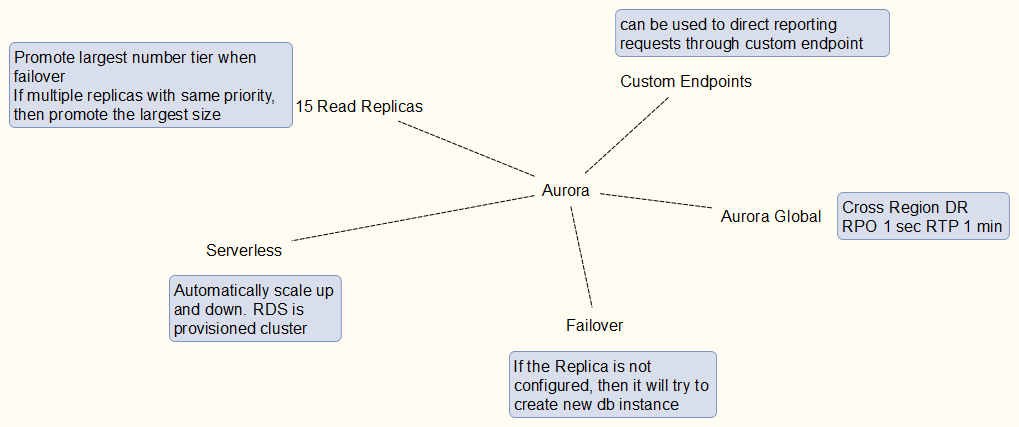 can be used to direct reporting
requests through custom endpoint
Custom Endpoints
Promote largest number tier when
failover
If multiple replicas with same priority,
then promote the largest size
15 Read Replicas
Aurora
Aurora Global
Cross Region DR
RPO 1 sec RTP 1 min
Serverless
Automatically scale up
and down. RDS is
provisioned cluster
Failover
If the Replica is not
configured, then it will try to
create new db instance